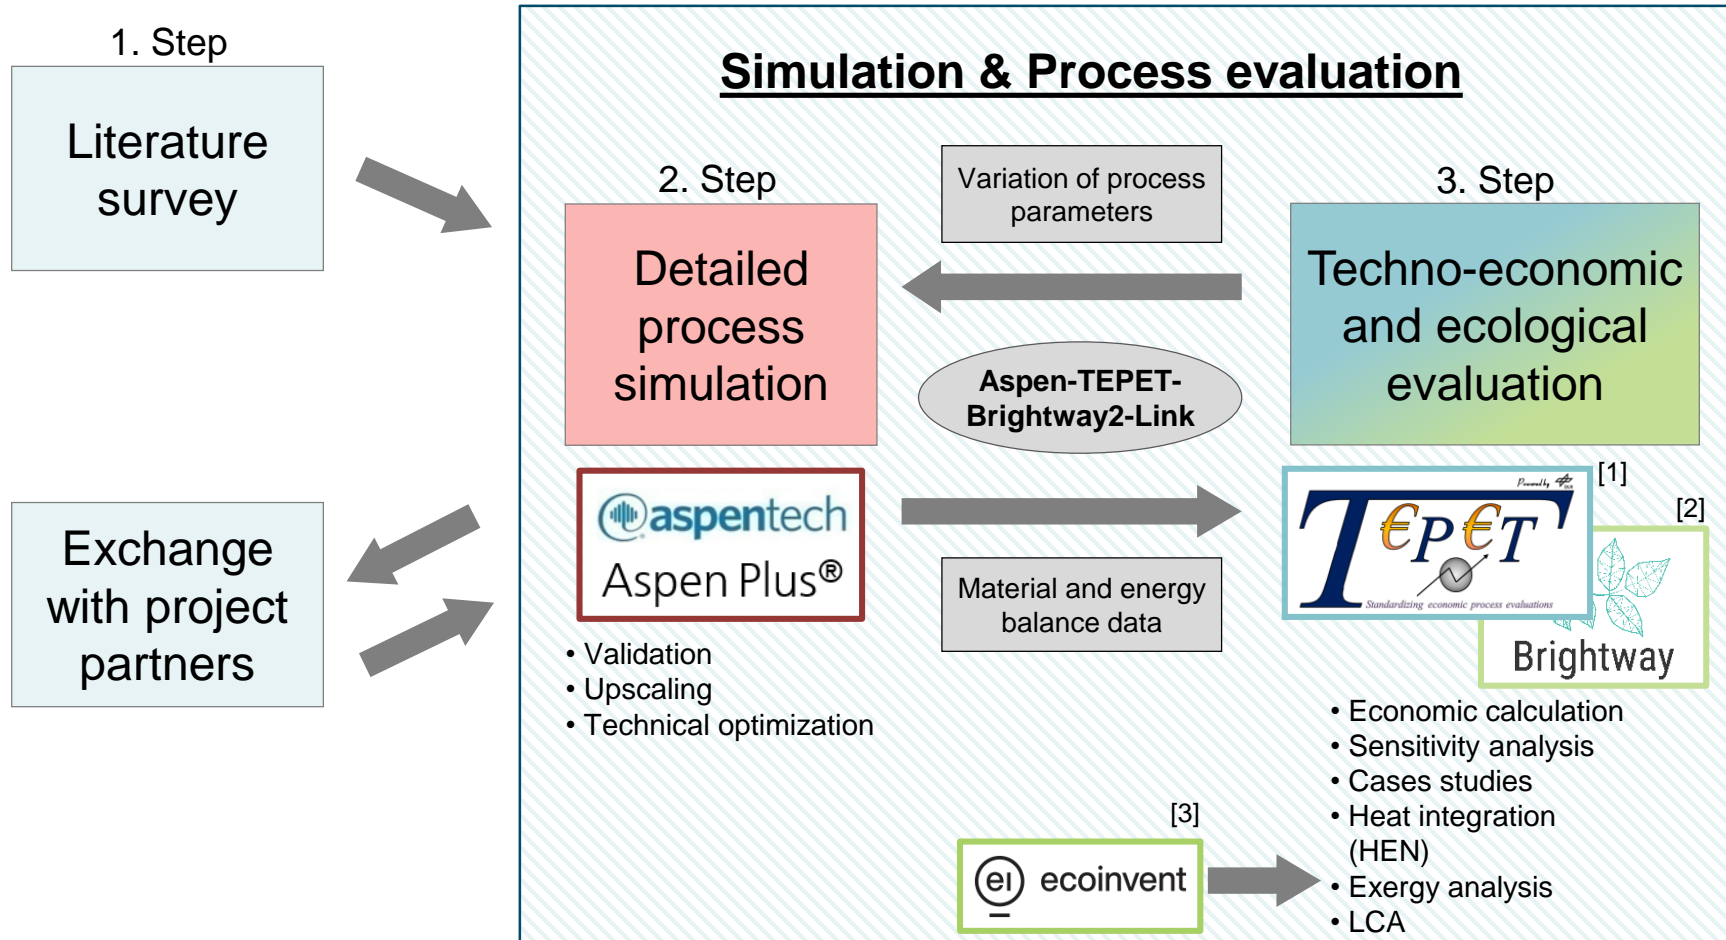 1. Step
Literature
survey
Exchange
with project
partners
Simulation & Process evaluation
2. Step
Detailed
process
simulation
aspentech
Aspen Plus®
• Validation
• Upscaling
• Technical optimization
Variation of process
parameters
Aspen-TEPET-
Brightway2-Link
Material and energy
balance data
3. Step
Techno-economic
and ecological
evaluation
[1]
Powered by DLR
T€P€T
Standardizing economic process evaluations
[2]
Brightway
• Economic calculation
• Sensitivity analysis
• Cases studies
• Heat integration
(HEN)
• Exergy analysis
• LCA
[3]
ei ecoinvent